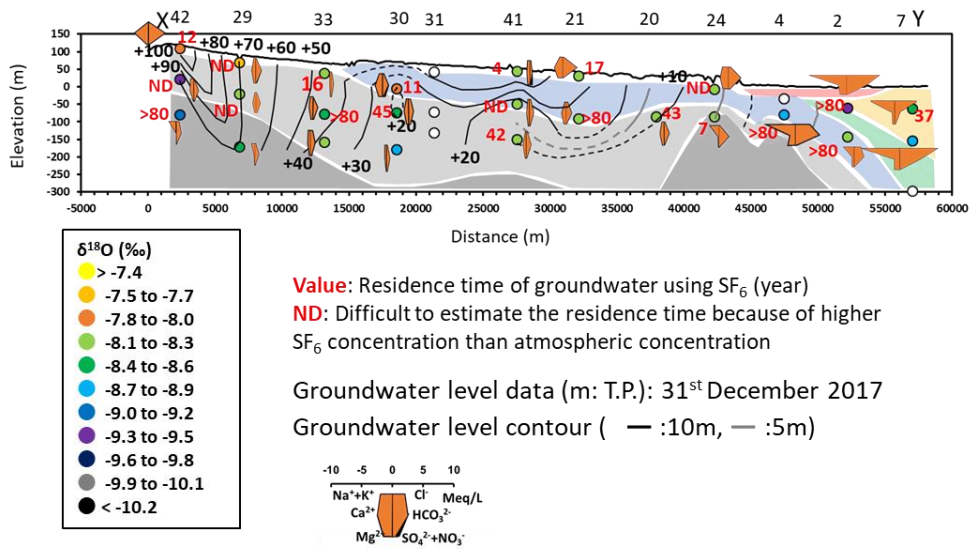 X 42 29 33 30 31 41 21 20 24 4 2 7 Y
150
100
50
0
-50
-100
-150
-200
-250
-300
Elevation (m)
+100 12 +80 +70 +60 +50
+90 ND 16 11 4 17 +10 ND
ND ND >80 45 ND >80 43 7 >80 37
>80 ND +20 42 >80 >80
+40 +30 +20
-5000 0 5000 10000 15000 20000 25000 30000 35000 40000 45000 50000 55000 60000
Distance (m)
δ¹⁸O (‰)
> -7.4
-7.5 to -7.7
-7.8 to -8.0
-8.1 to -8.3
-8.4 to -8.6
-8.7 to -8.9
-9.0 to -9.2
-9.3 to -9.5
-9.6 to -9.8
-9.9 to -10.1
< -10.2
Value: Residence time of groundwater using SF₆ (year)
ND: Difficult to estimate the residence time because of higher
SF₆ concentration than atmospheric concentration
Groundwater level data (m: T.P.): 31ˢᵗ December 2017
Groundwater level contour ( — :10m, — :5m)
-10 -5 0 5 10
Na⁺+K⁺ Cl⁻ Meq/L
Ca²⁺ HCO₃²⁻
Mg² SO₄²⁻+NO₃⁻